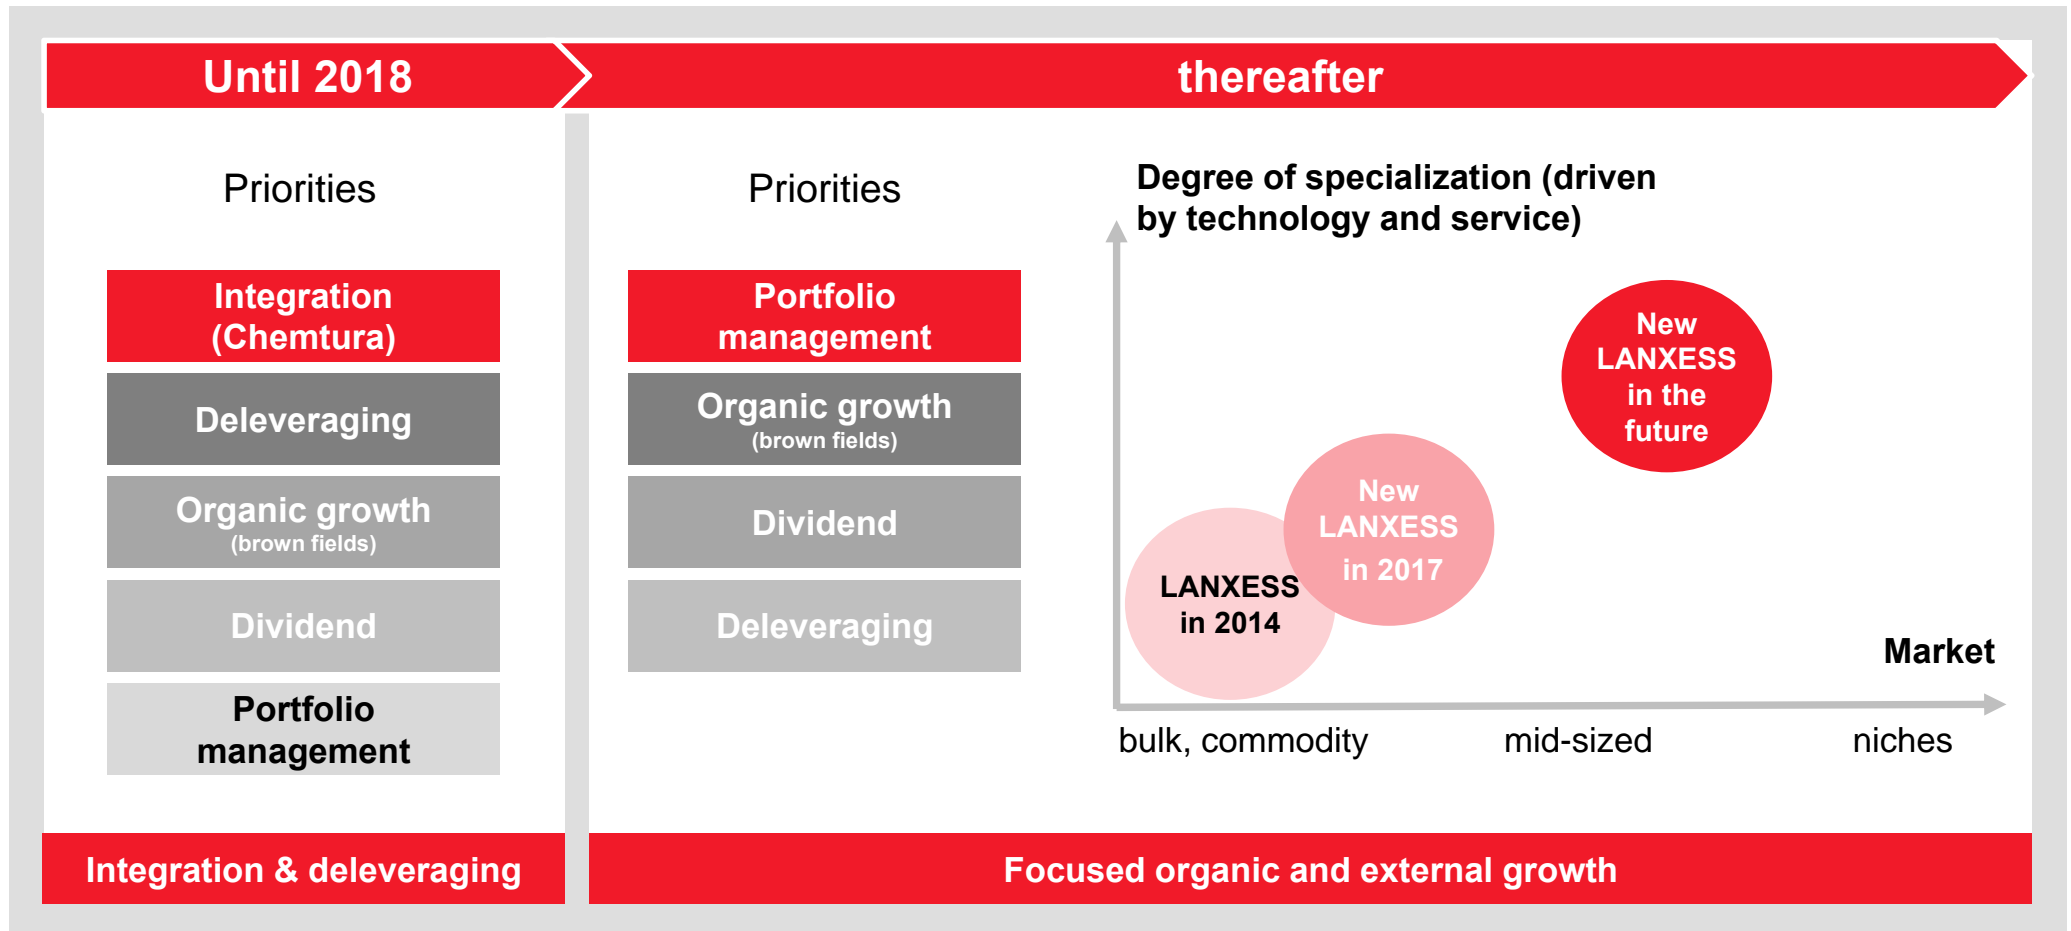 Until 2018
thereafter
Priorities
Integration
(Chemtura)
Deleveraging
Organic growth
(brown fields)
Dividend
Portfolio
management
Integration & deleveraging
Priorities
Portfolio
management
Organic growth
(brown fields)
Dividend
Deleveraging
Degree of specialization (driven
by technology and service)
New
LANXESS
in the
future
New
LANXESS
in 2017
LANXESS
in 2014
Market
bulk, commodity
mid-sized
niches
Focused organic and external growth